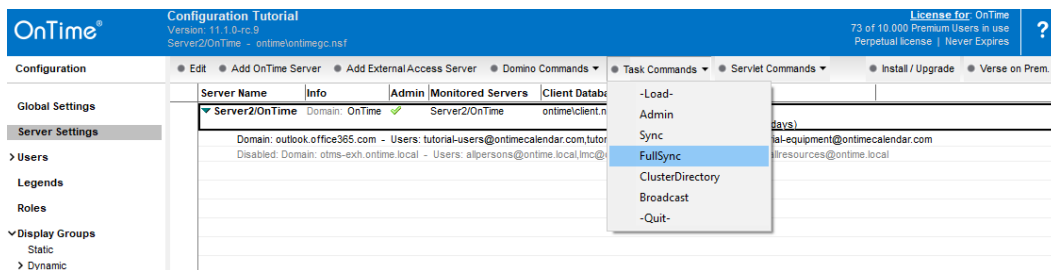 OnTime®
Configuration Tutorial
Version: 11.1.0-rc.9
Server2/OnTime - ontime\ontimegc.nsf
License for: OnTime
73 of 10.000 Premium Users in use
Perpetual license | Never Expires
?
Configuration
Edit Add OnTime Server Add External Access Server Domino Commands Task Commands Servlet Commands Install / Upgrade Verse on Prem.
Global Settings
Server Settings
Users
Legends
Roles
Display Groups
Static
Dynamic
Server Name Info Admin Monitored Servers Client Databa
Server2/OnTime Domain: OnTime Server2/OnTime ontime\client.n
days)
Domain: outlook.office365.com - Users: tutorial-users@ontimecalendar.com,tutor
ial-equipment@ontimecalendar.com
Disabled: Domain: otms-exh.ontime.local - Users: allpersons@ontime.local,lmc@
allresources@ontime.local
-Load-
Admin
Sync
FullSync
ClusterDirectory
Broadcast
-Quit-